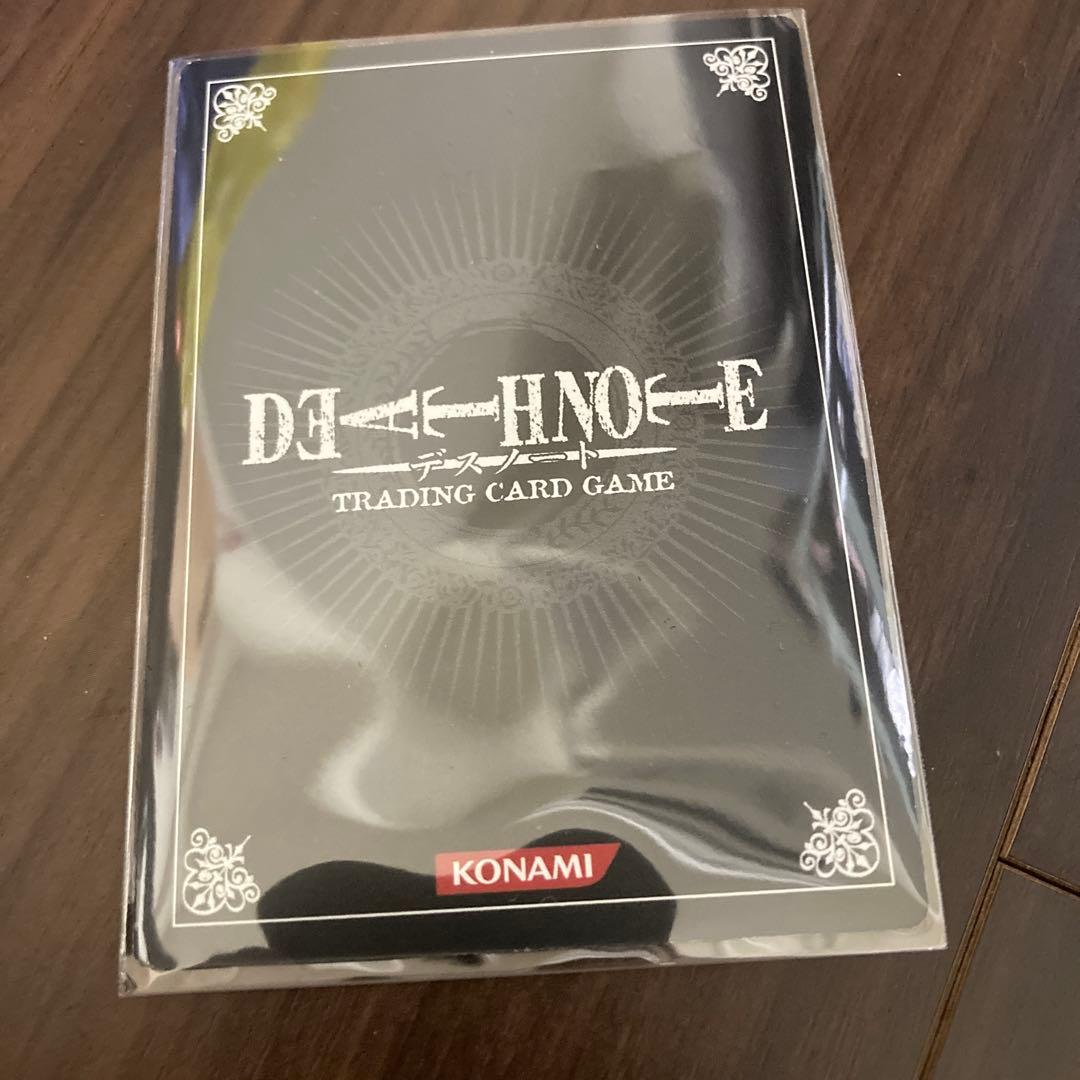 DEATH NOTE
デスノート
TRADING CARD GAME
KONAMI